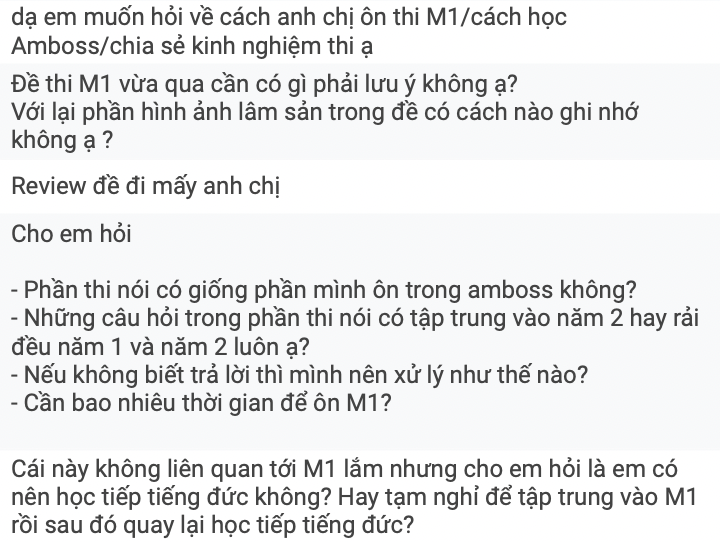 dạ em muốn hỏi về cách anh chị ôn thi M1/cách học
Amboss/chia sẻ kinh nghiệm thi ạ
Đề thi M1 vừa qua cần có gì phải lưu ý không ạ?
Với lại phần hình ảnh lâm sản trong đề có cách nào ghi nhớ
không ạ ?
Review đề đi mấy anh chị
Cho em hỏi
- Phần thi nói có giống phần mình ôn trong amboss không?
- Những câu hỏi trong phần thi nói có tập trung vào năm 2 hay rải
đều năm 1 và năm 2 luôn ạ?
- Nếu không biết trả lời thì mình nên xử lý như thế nào?
- Cần bao nhiêu thời gian để ôn M1?
Cái này không liên quan tới M1 lắm nhưng cho em hỏi là em có
nên học tiếp tiếng đức không? Hay tạm nghỉ để tập trung vào M1
rồi sau đó quay lại học tiếp tiếng đức?